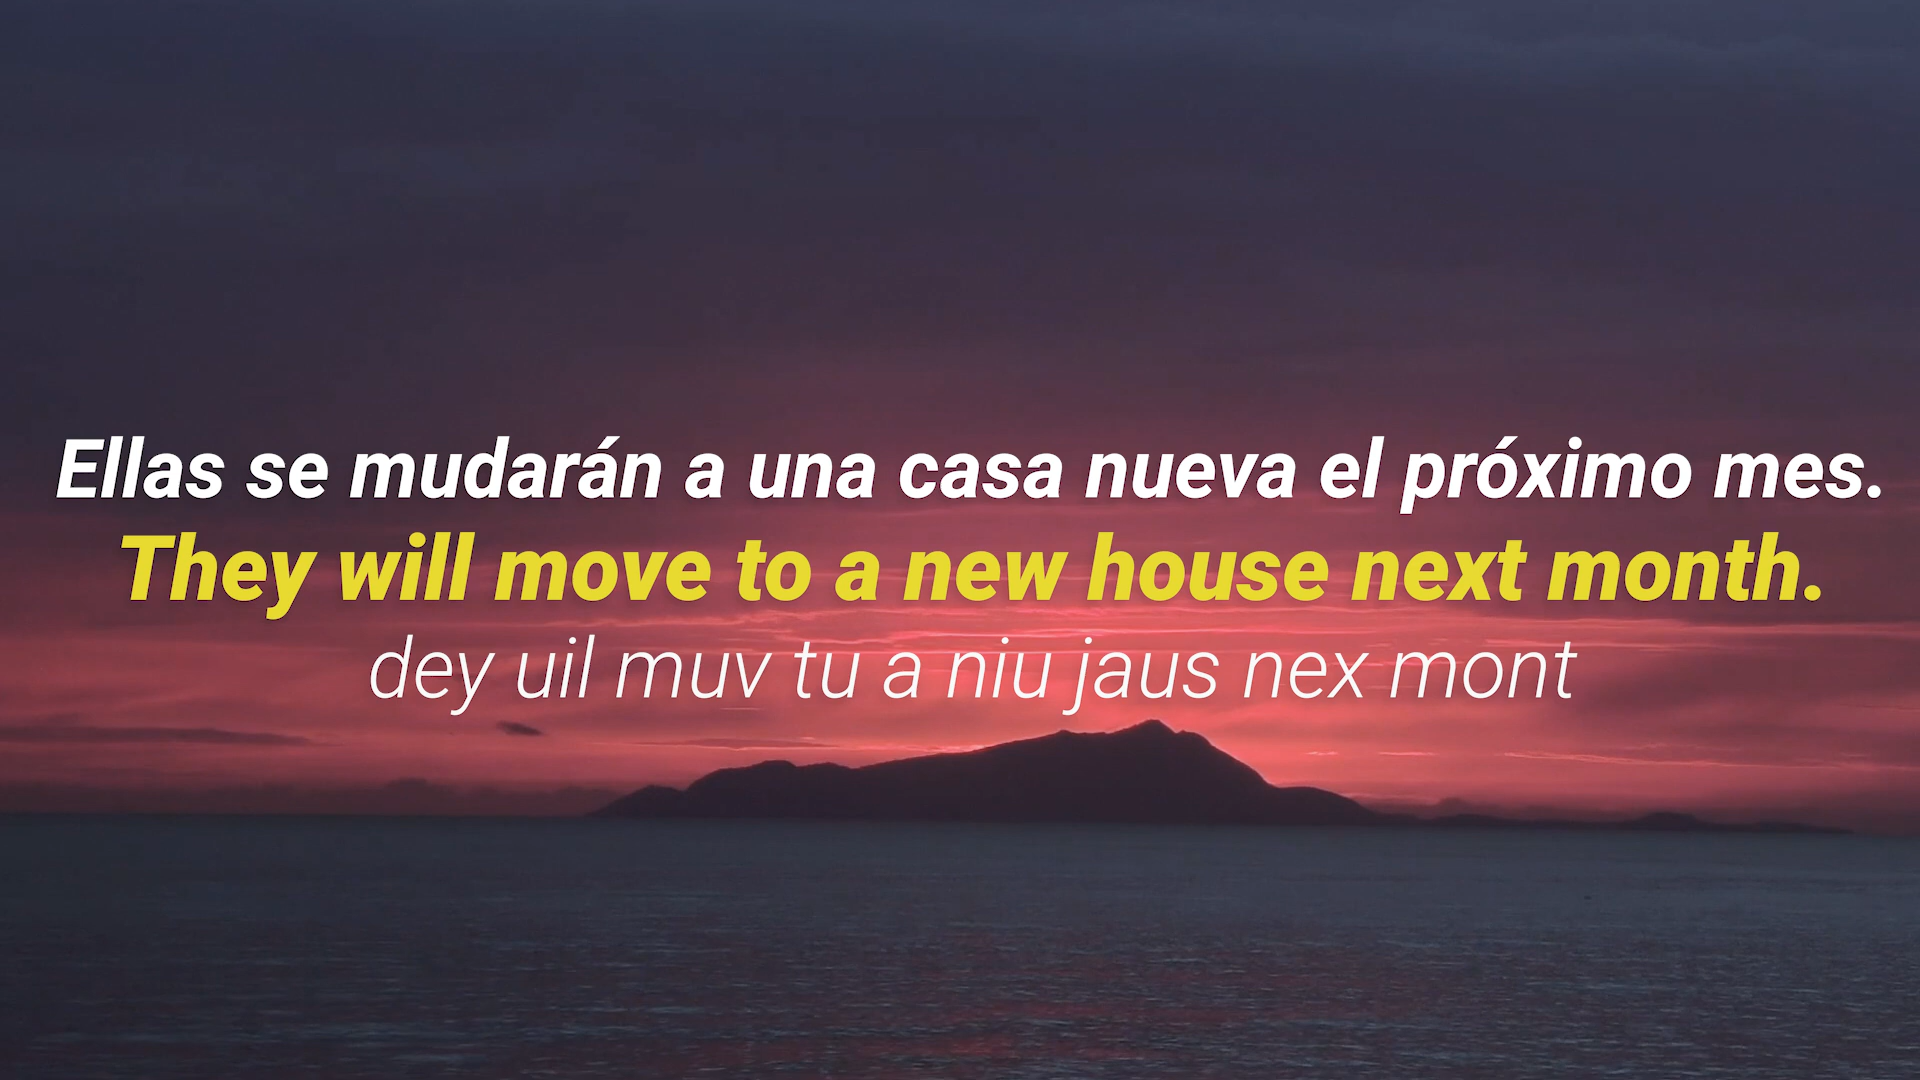 Ellas se mudarán a una casa nueva el próximo mes.
They will move to a new house next month.
dey uil muv tu a niu jaus nex mont